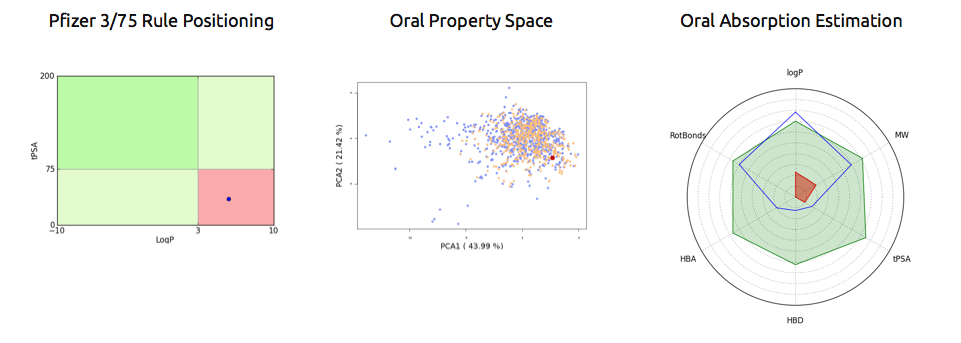 Pfizer 3/75 Rule Positioning
Oral Property Space
Oral Absorption Estimation
200
75
0
tPSA
−10
3
10
LogP
PCA2 ( 21.42 %)
PCA1 ( 43.99 %)
logP
MW
tPSA
HBD
HBA
RotBonds